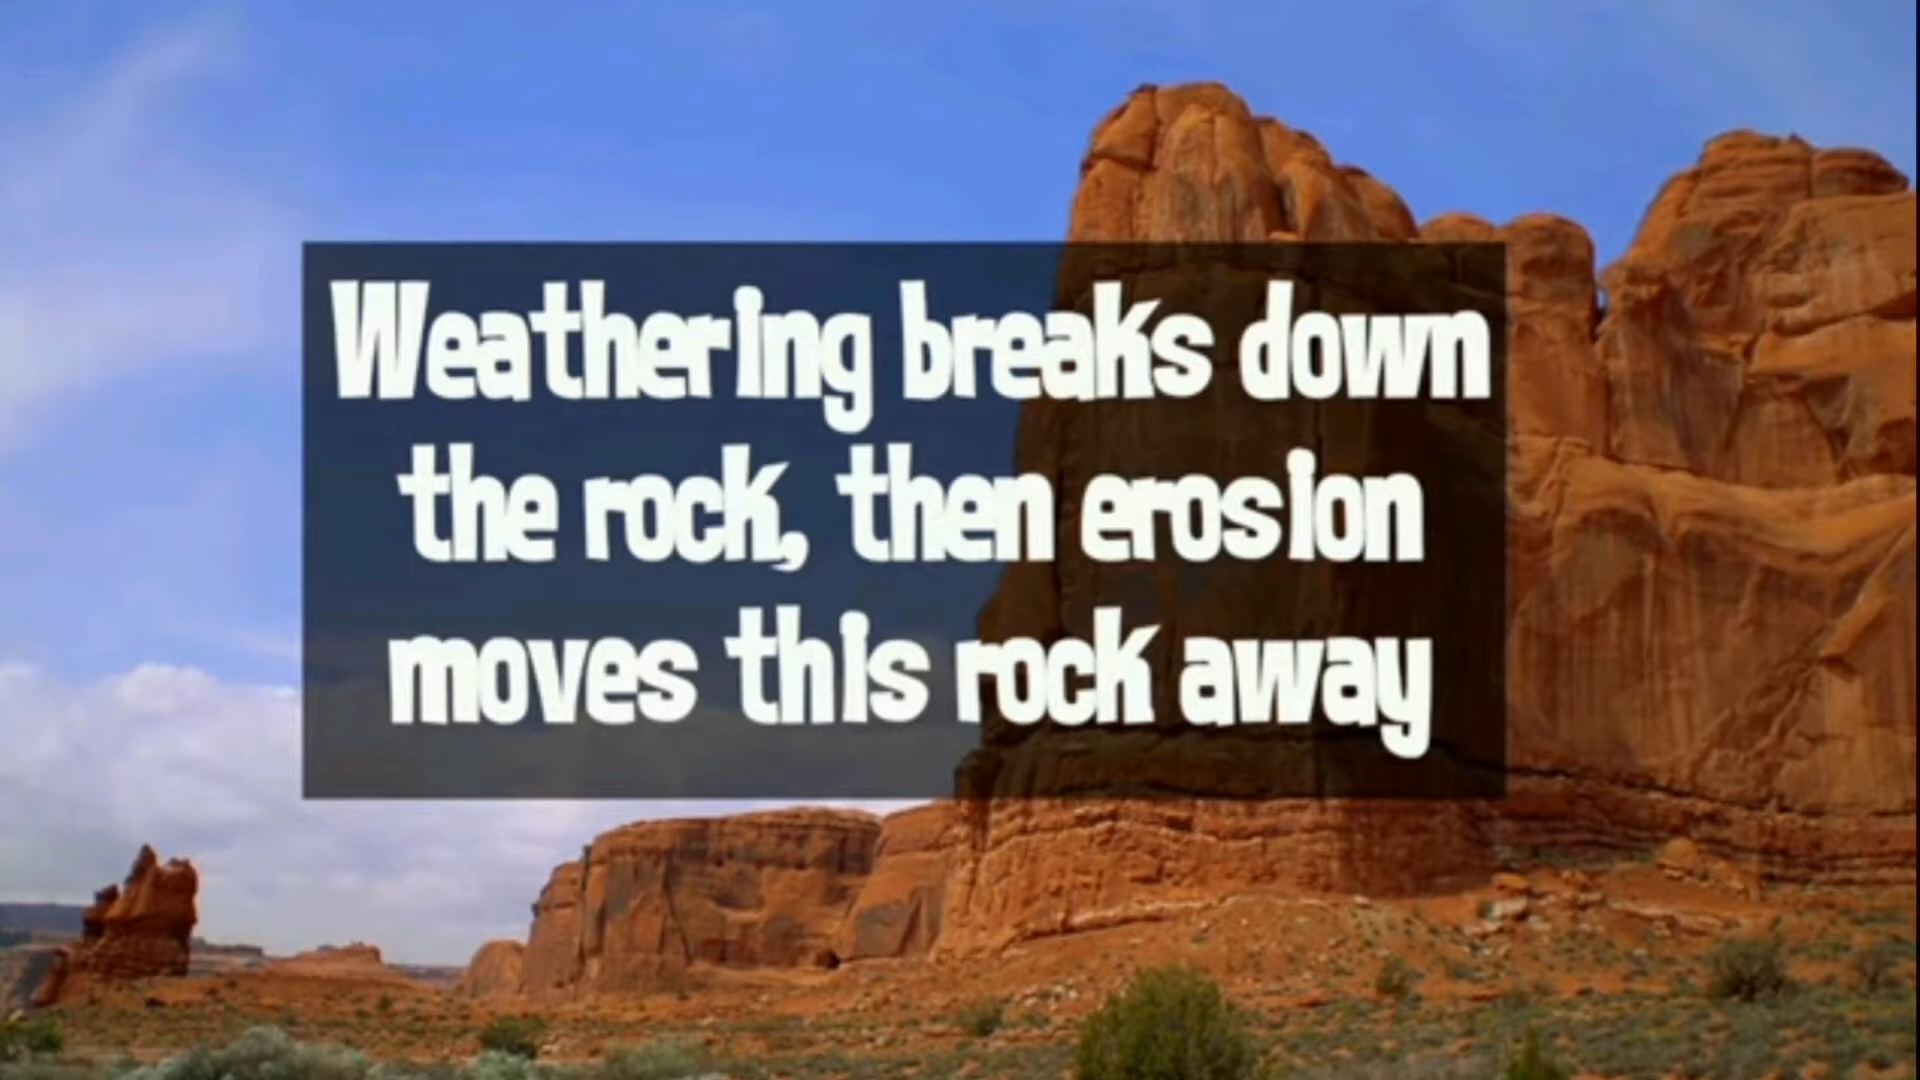 Weathering breaks down
the rock, then erosion
moves this rock away